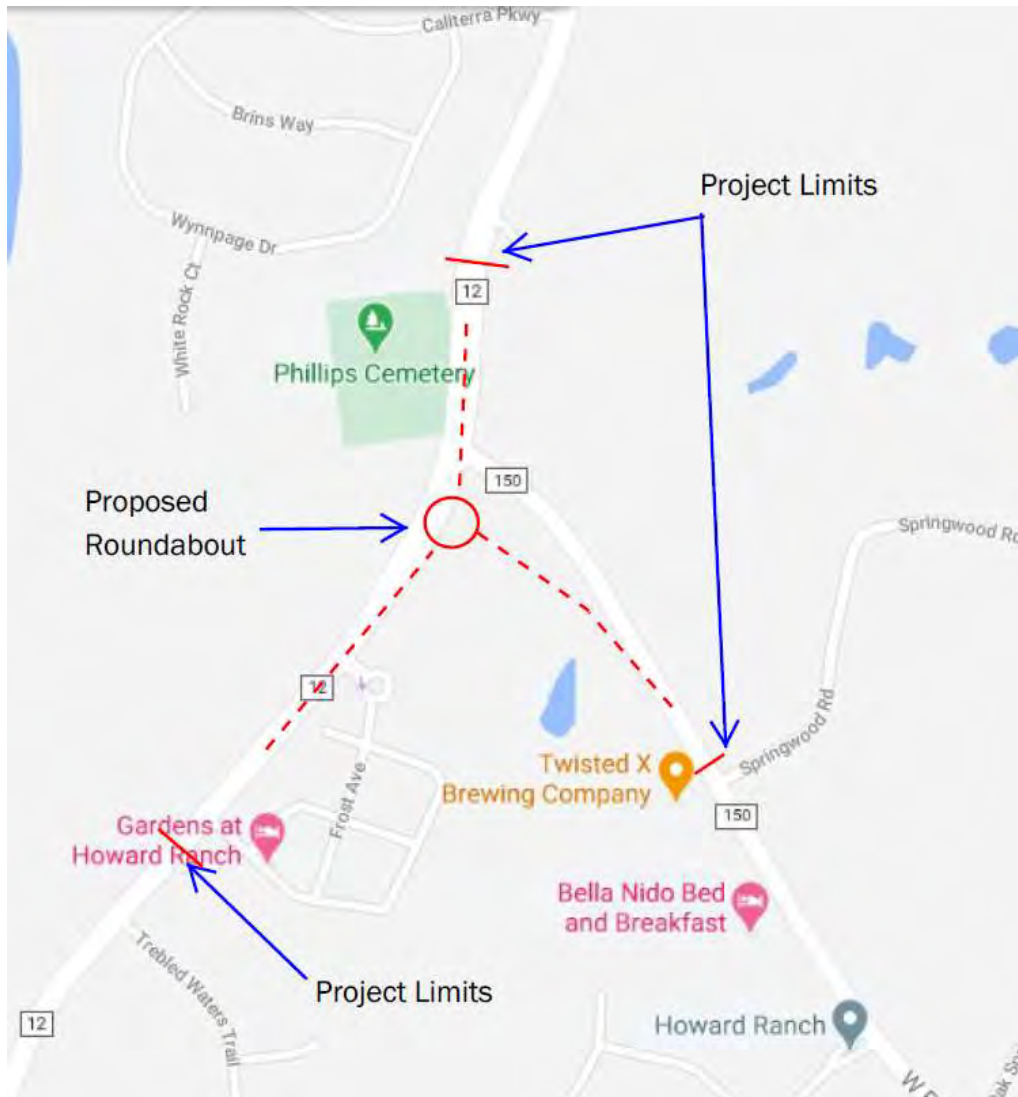 Caliterra Pkwy
Brins Way
Project Limits
Wynnpage Dr
White Rock Ct
12
Phillips Cemetery
150
Proposed
Roundabout
Springwood Rd
12
Springwood Rd
Twisted X
Brewing Company
Frost Ave
150
Gardens at
Howard Ranch
Bella Nido Bed
and Breakfast
Trebled Waters Trail
Project Limits
12
Howard Ranch